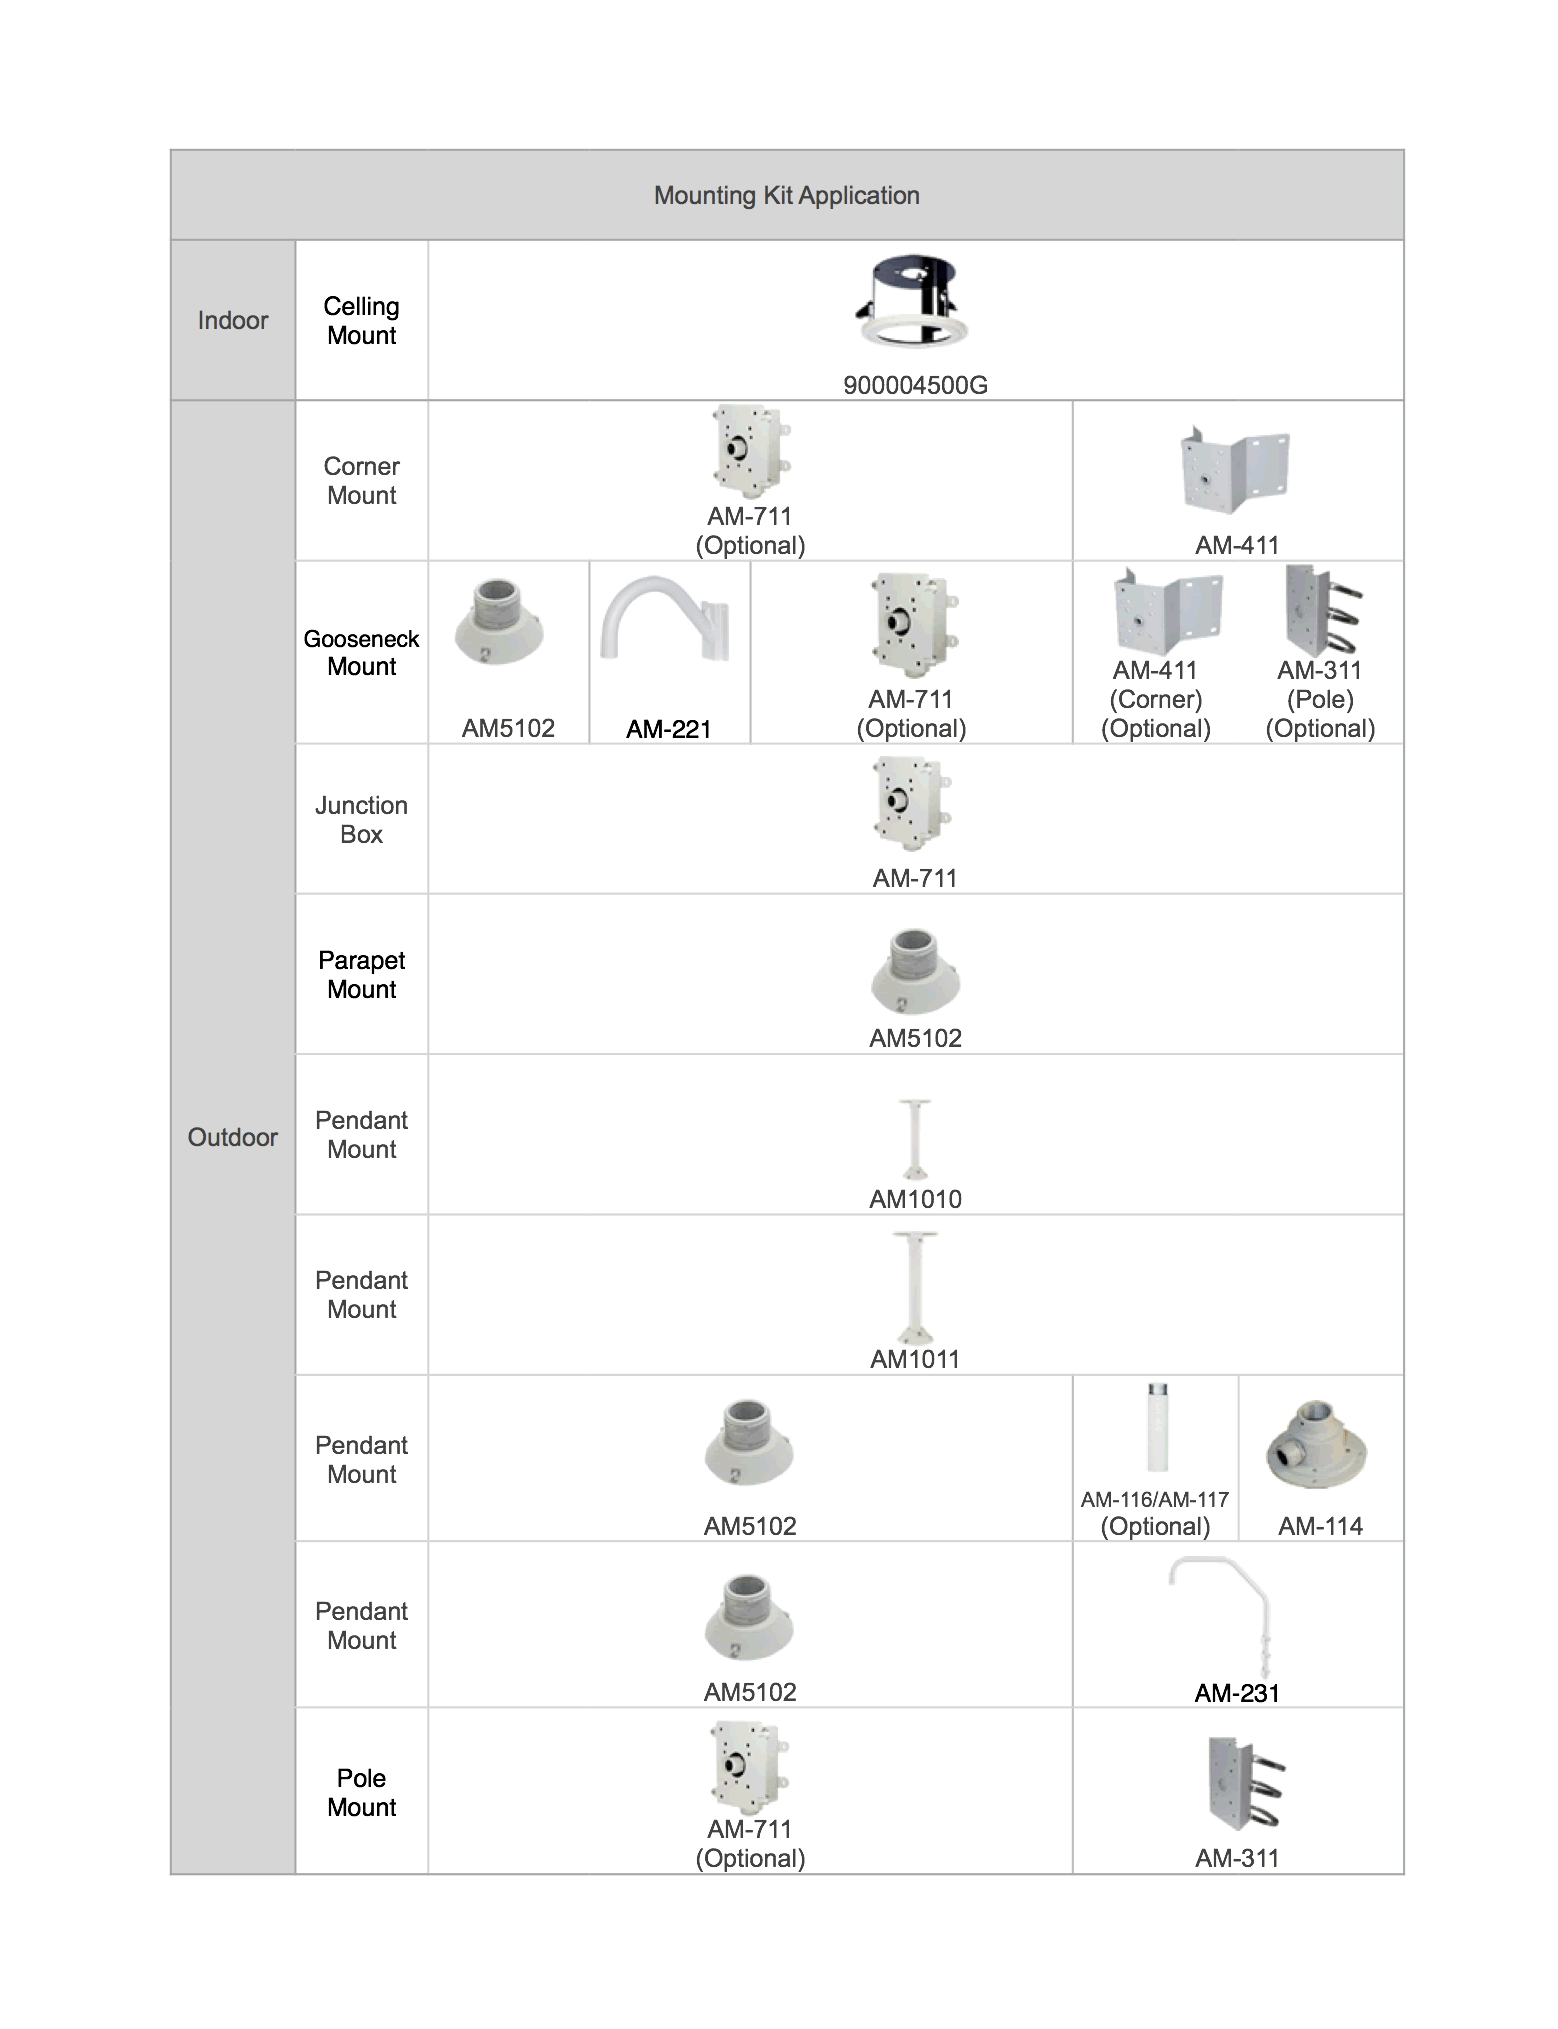 Mounting Kit Application
Indoor
Celling
Mount
900004500G
Outdoor
Corner
Mount
AM-711
(Optional)
AM-411
Gooseneck
Mount
AM5102
AM-221
AM-711
(Optional)
AM-411
(Corner)
(Optional)
AM-311
(Pole)
(Optional)
Junction
Box
AM-711
Parapet
Mount
AM5102
Pendant
Mount
AM1010
Pendant
Mount
AM1011
Pendant
Mount
AM5102
AM-116/AM-117
(Optional)
AM-114
Pendant
Mount
AM5102
AM-231
Pole
Mount
AM-711
(Optional)
AM-311